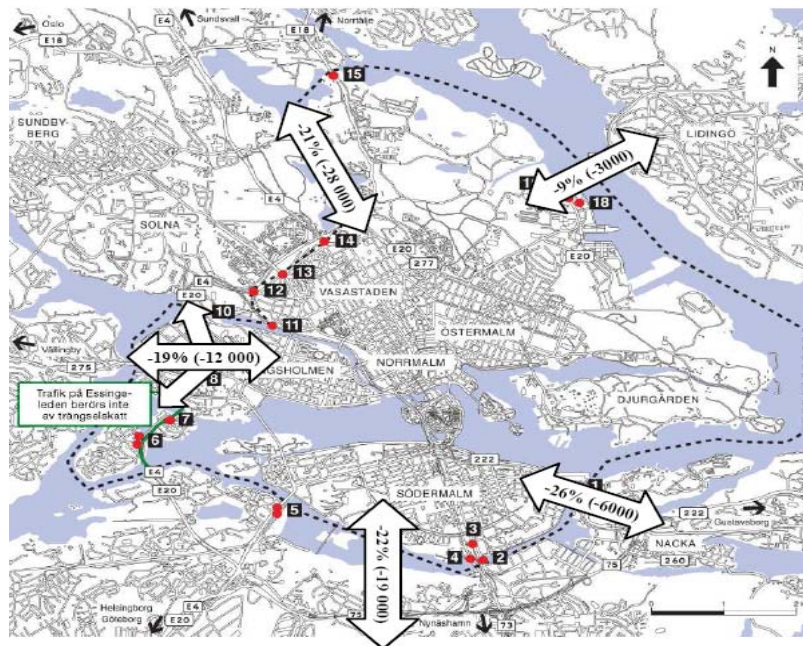 Oslo
E18
E4
Sundsvall
E18
Norrtälje
N
15
SUNDBY-
BERG
LIDINGÖ
-21% (-28 000)
-9% (-3000)
18
E4
SOLNA
14
E20
277
E20
13
12
VASASTADEN
E4
E20
10
11
ÖSTERMALM
Vällingby
275
-19% (-12 000)
NORRMALM
GSHOLMEN
8
DJURGÅRDEN
Trafik på Essinge-
leden berörs inte
av trängselskatt
7
6
222
E4
E20
1
SÖDERMALM
-26% (-6000)
222
Gustavsberg
5
3
NACKA
4
2
260
75
-22% (-19 000)
Helsingborg
Göteborg
E4
E20
Nynäshamn
73
0